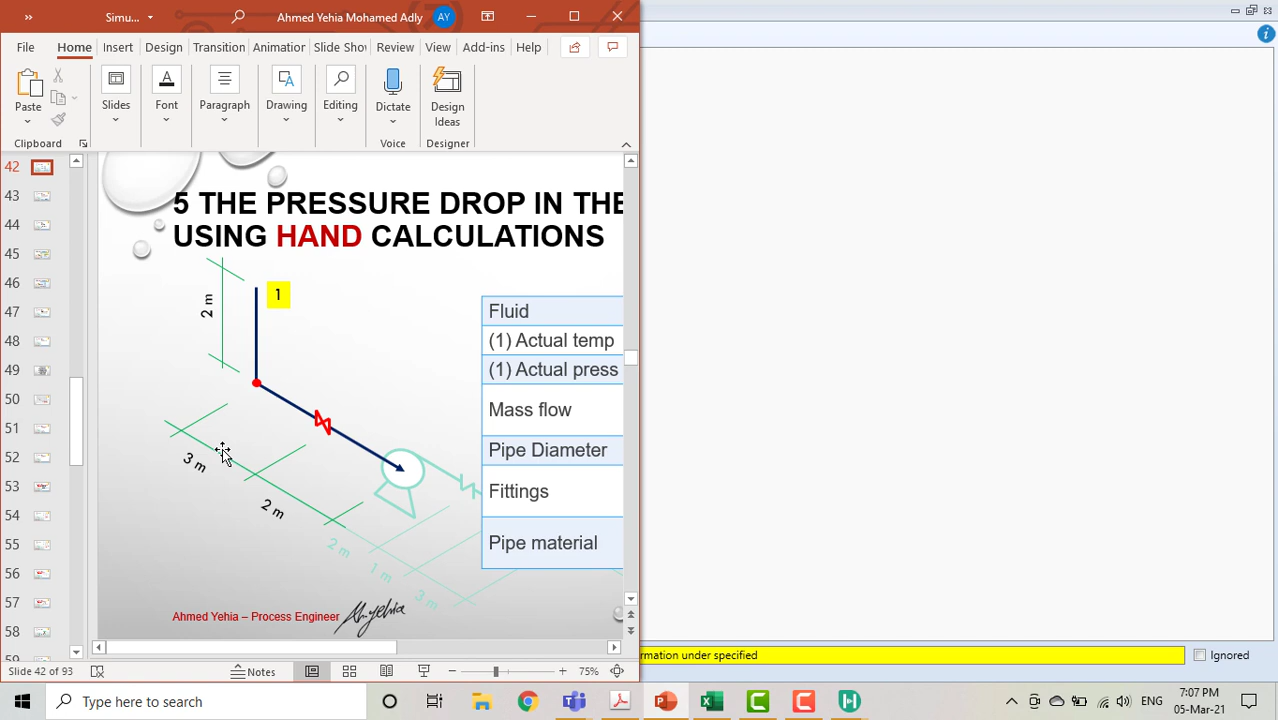 Simu...
Ahmed Yehia Mohamed Adly
AY
File
Home
Insert
Design
Transition
Animation
Slide Show
Review
View
Add-ins
Help
Paste
Slides
Font
Paragraph
Drawing
Editing
Dictate
Design Ideas
Clipboard
Voice
Designer
42
43
44
45
46
47
48
49
50
51
52
53
54
55
56
57
58
59
5 THE PRESSURE DROP IN THE
USING HAND CALCULATIONS
2 m
1
3 m
2 m
2 m
1 m
3 m
Fluid
(1) Actual temp
(1) Actual press
Mass flow
Pipe Diameter
Fittings
Pipe material
Ahmed Yehia – Process Engineer
Ahyehia
Slide 42 of 93
Notes
75%
rmation under specified
Ignored
Type here to search
ENG
7:07 PM
05-Mar-21